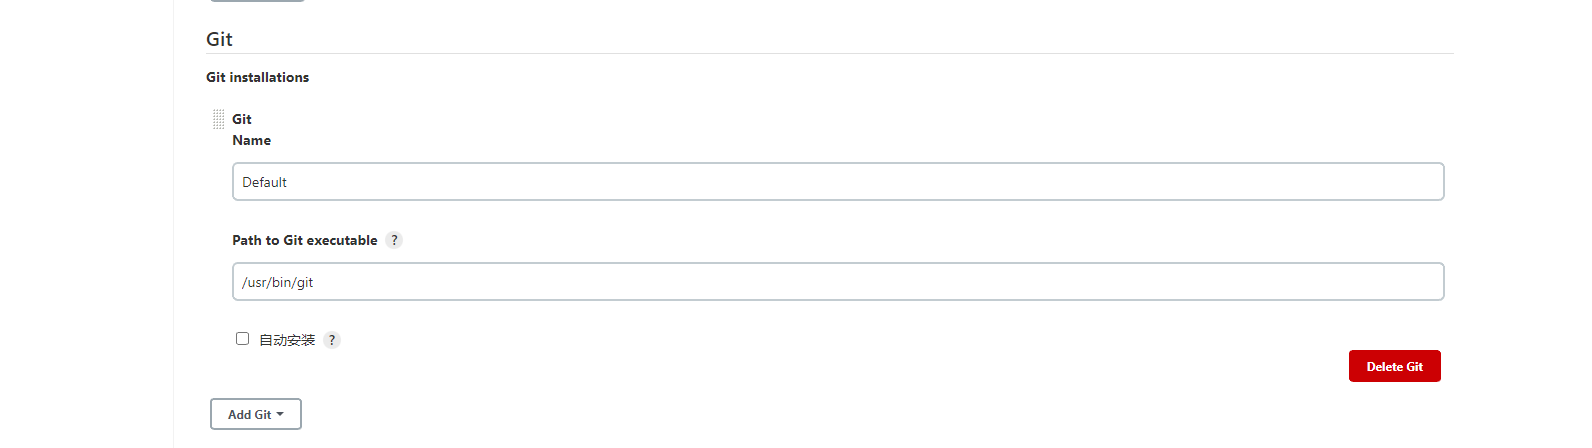 Git
Git installations
Git
Name
Default
Path to Git executable ?
/usr/bin/git
自动安装 ?
Delete Git
Add Git